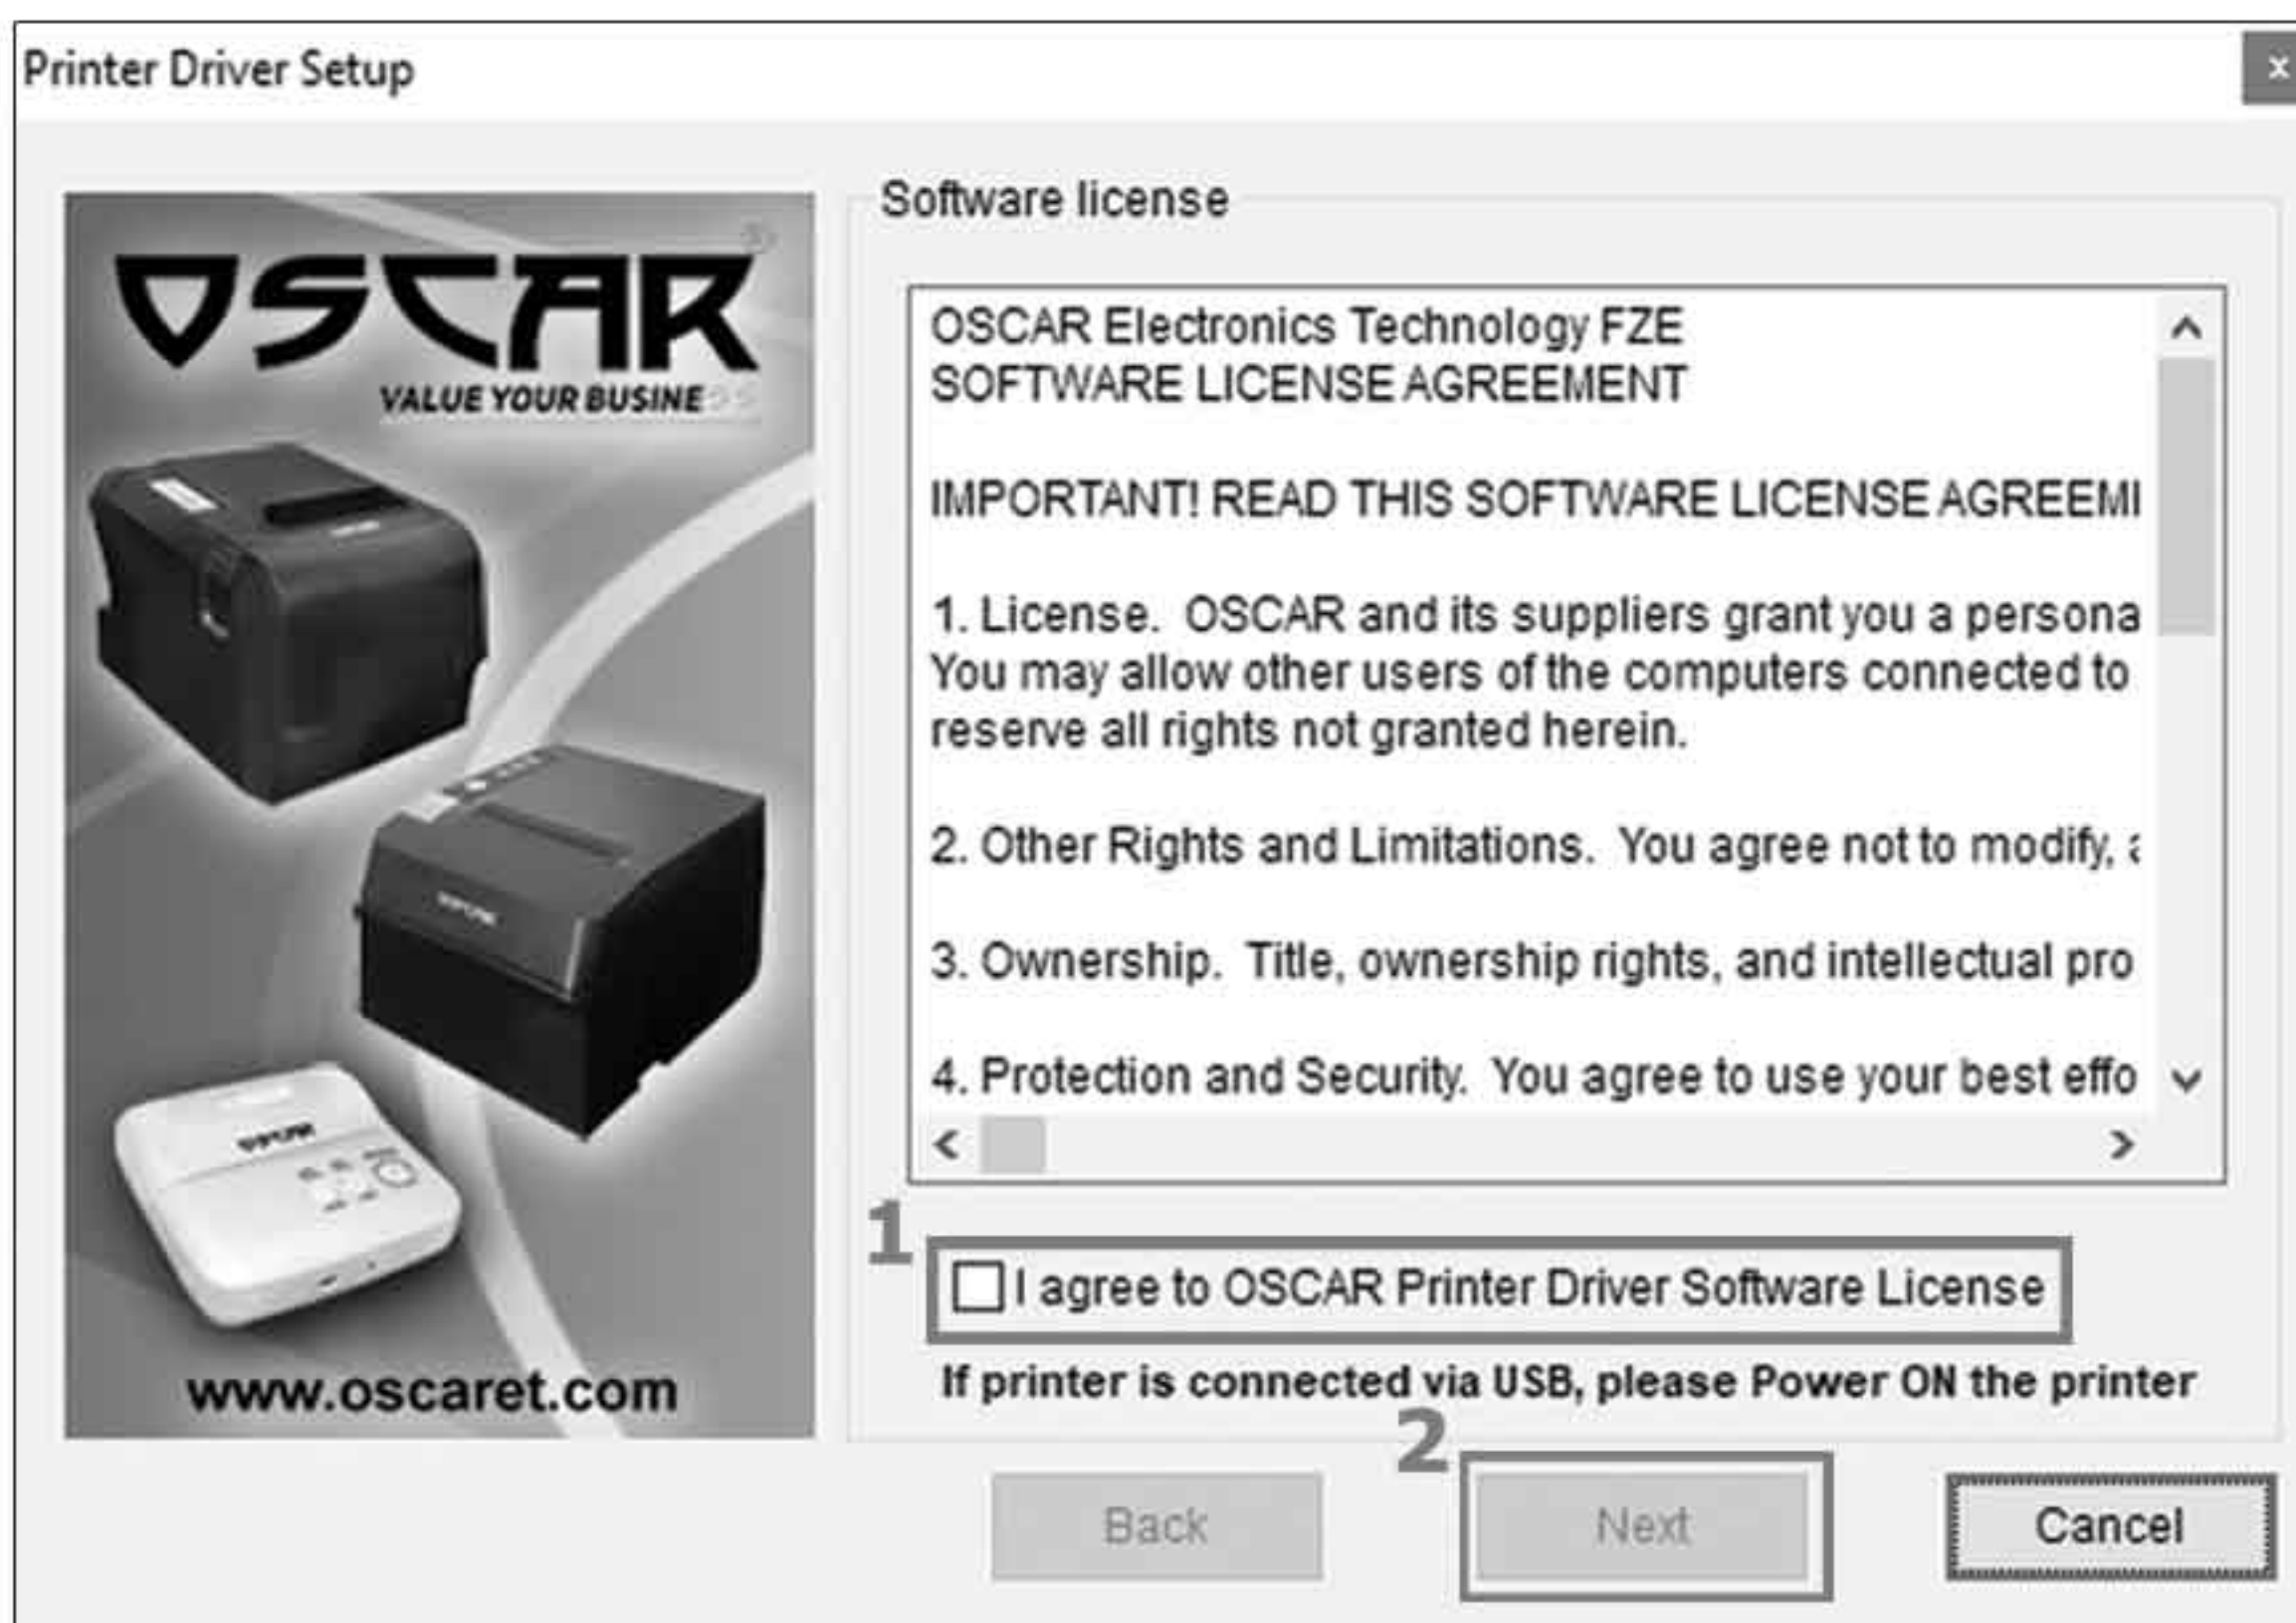 Printer Driver Setup
x
OSCAR
VALUE YOUR BUSINESS
www.oscaret.com
Software license
OSCAR Electronics Technology FZE
SOFTWARE LICENSE AGREEMENT
IMPORTANT! READ THIS SOFTWARE LICENSE AGREEM
1. License. OSCAR and its suppliers grant you a persona
You may allow other users of the computers connected to
reserve all rights not granted herein.
2. Other Rights and Limitations. You agree not to modify,
3. Ownership. Title, ownership rights, and intellectual pro
4. Protection and Security. You agree to use your best effo
1
I agree to OSCAR Printer Driver Software License
If printer is connected via USB, please Power ON the printer
2
Back
Next
Cancel